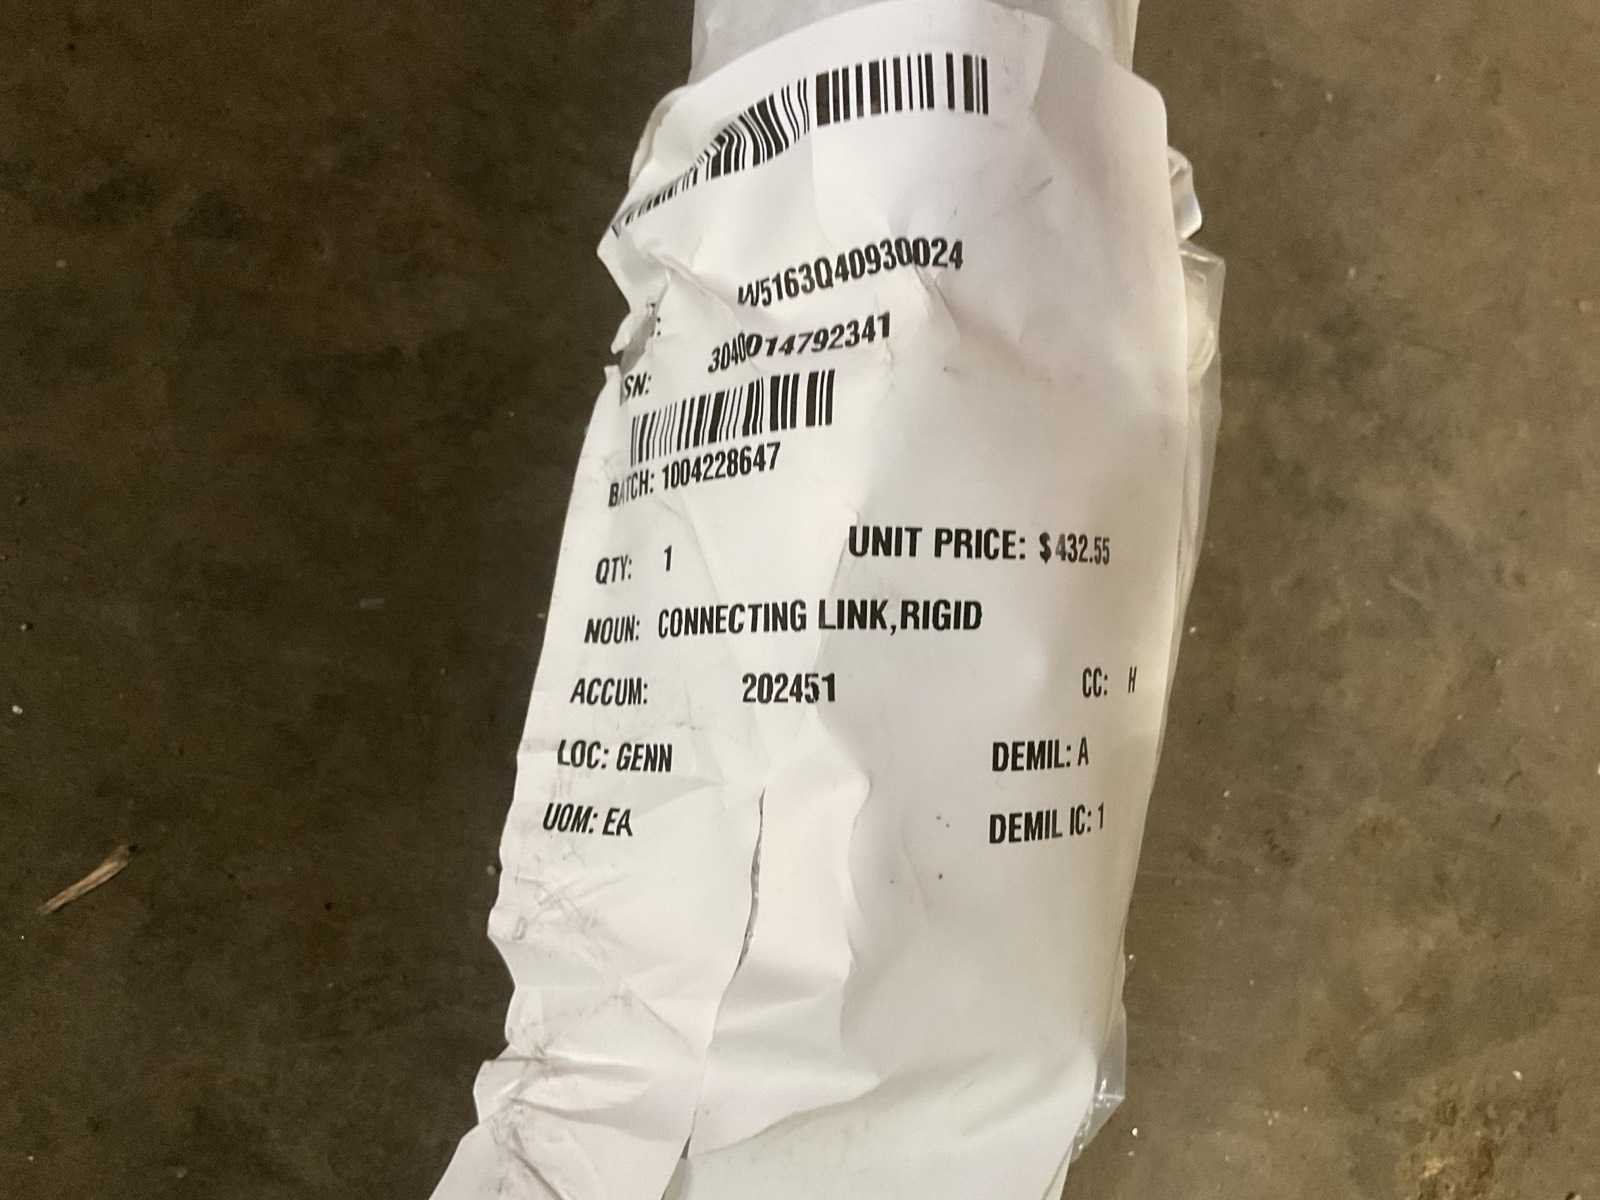 W5163Q40930024
SN: 3040014792341
BATCH: 1004228647
QTY: 1 UNIT PRICE: $432.55
NOUN: CONNECTING LINK,RIGID
ACCUM: 202451 CC: H
LOC: GENN DEMIL: A
UOM: EA DEMIL IC: 1